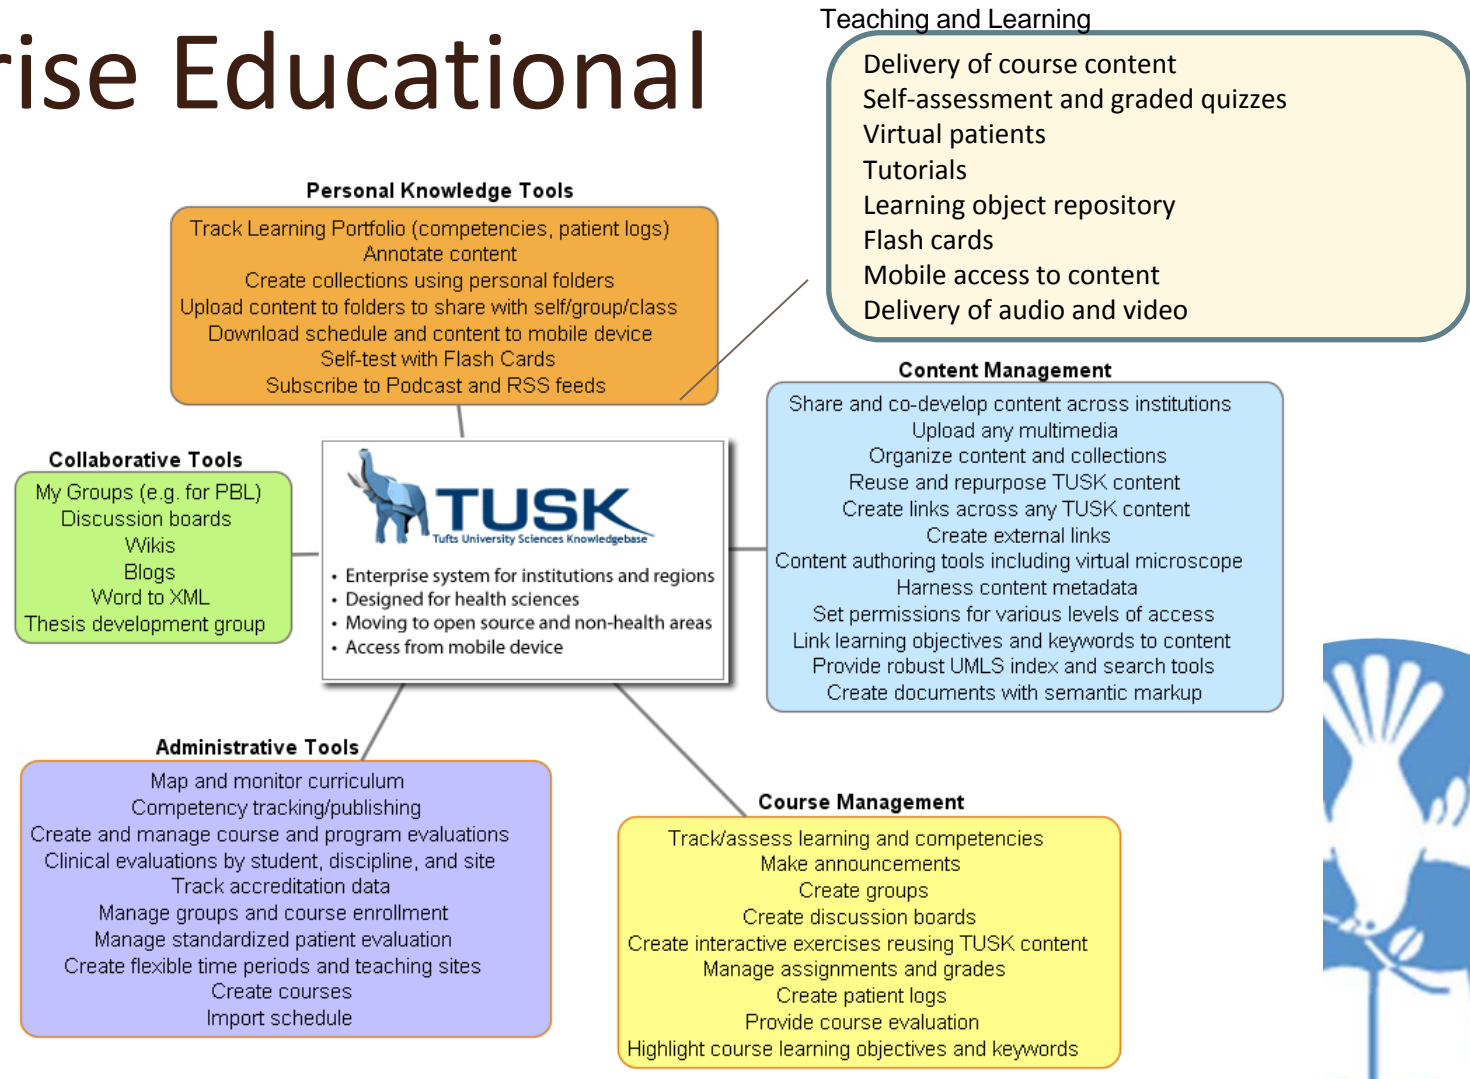 rise Educational
Teaching and Learning
Delivery of course content
Self-assessment and graded quizzes
Virtual patients
Tutorials
Learning object repository
Flash cards
Mobile access to content
Delivery of audio and video
Personal Knowledge Tools
Track Learning Portfolio (competencies, patient logs)
Annotate content
Create collections using personal folders
Upload content to folders to share with self/group/class
Download schedule and content to mobile device
Self-test with Flash Cards
Subscribe to Podcast and RSS feeds
Content Management
Share and co-develop content across institutions
Upload any multimedia
Organize content and collections
Reuse and repurpose TUSK content
Create links across any TUSK content
Create external links
Content authoring tools including virtual microscope
Harness content metadata
Set permissions for various levels of access
Link learning objectives and keywords to content
Provide robust UMLS index and search tools
Create documents with semantic markup
Collaborative Tools
My Groups (e.g. for PBL)
Discussion boards
Wikis
Blogs
Word to XML
Thesis development group
TUSK
Tufts University Sciences Knowledgebase
• Enterprise system for institutions and regions
• Designed for health sciences
• Moving to open source and non-health areas
• Access from mobile device
Administrative Tools
Map and monitor curriculum
Competency tracking/publishing
Create and manage course and program evaluations
Clinical evaluations by student, discipline, and site
Track accreditation data
Manage groups and course enrollment
Manage standardized patient evaluation
Create flexible time periods and teaching sites
Create courses
Import schedule
Course Management
Track/assess learning and competencies
Make announcements
Create groups
Create discussion boards
Create interactive exercises reusing TUSK content
Manage assignments and grades
Create patient logs
Provide course evaluation
Highlight course learning objectives and keywords